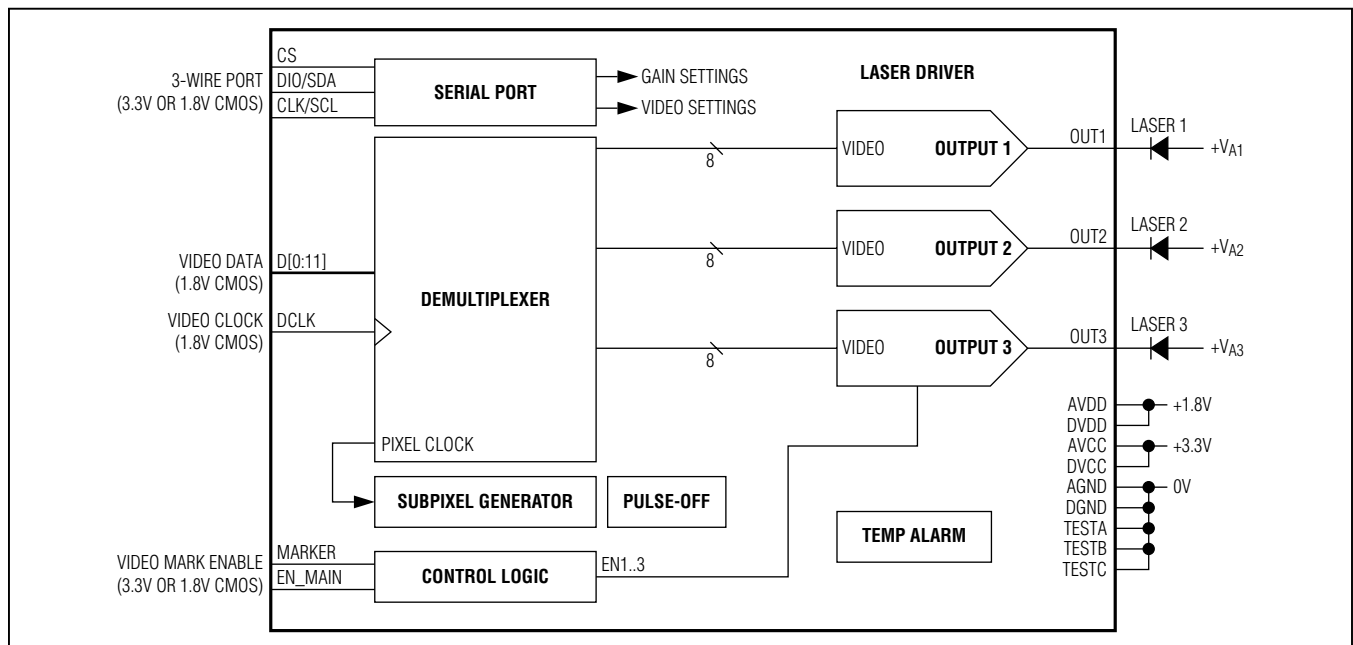 CS
3-WIRE PORT
(3.3V OR 1.8V CMOS)
DIO/SDA
CLK/SCL
SERIAL PORT
GAIN SETTINGS
VIDEO SETTINGS
LASER DRIVER
VIDEO
OUTPUT 1
OUT1
LASER 1
+VA1
8
VIDEO
OUTPUT 2
OUT2
LASER 2
+VA2
8
VIDEO DATA
(1.8V CMOS)
D[0:11]
DEMULTIPLEXER
VIDEO CLOCK
(1.8V CMOS)
DCLK
VIDEO
OUTPUT 3
OUT3
LASER 3
+VA3
8
PIXEL CLOCK
SUBPIXEL GENERATOR
PULSE-OFF
TEMP ALARM
VIDEO MARK ENABLE
(3.3V OR 1.8V CMOS)
MARKER
EN_MAIN
CONTROL LOGIC
EN1..3
AVDD
+1.8V
DVDD
AVCC
+3.3V
DVCC
AGND
0V
DGND
TESTA
TESTB
TESTC